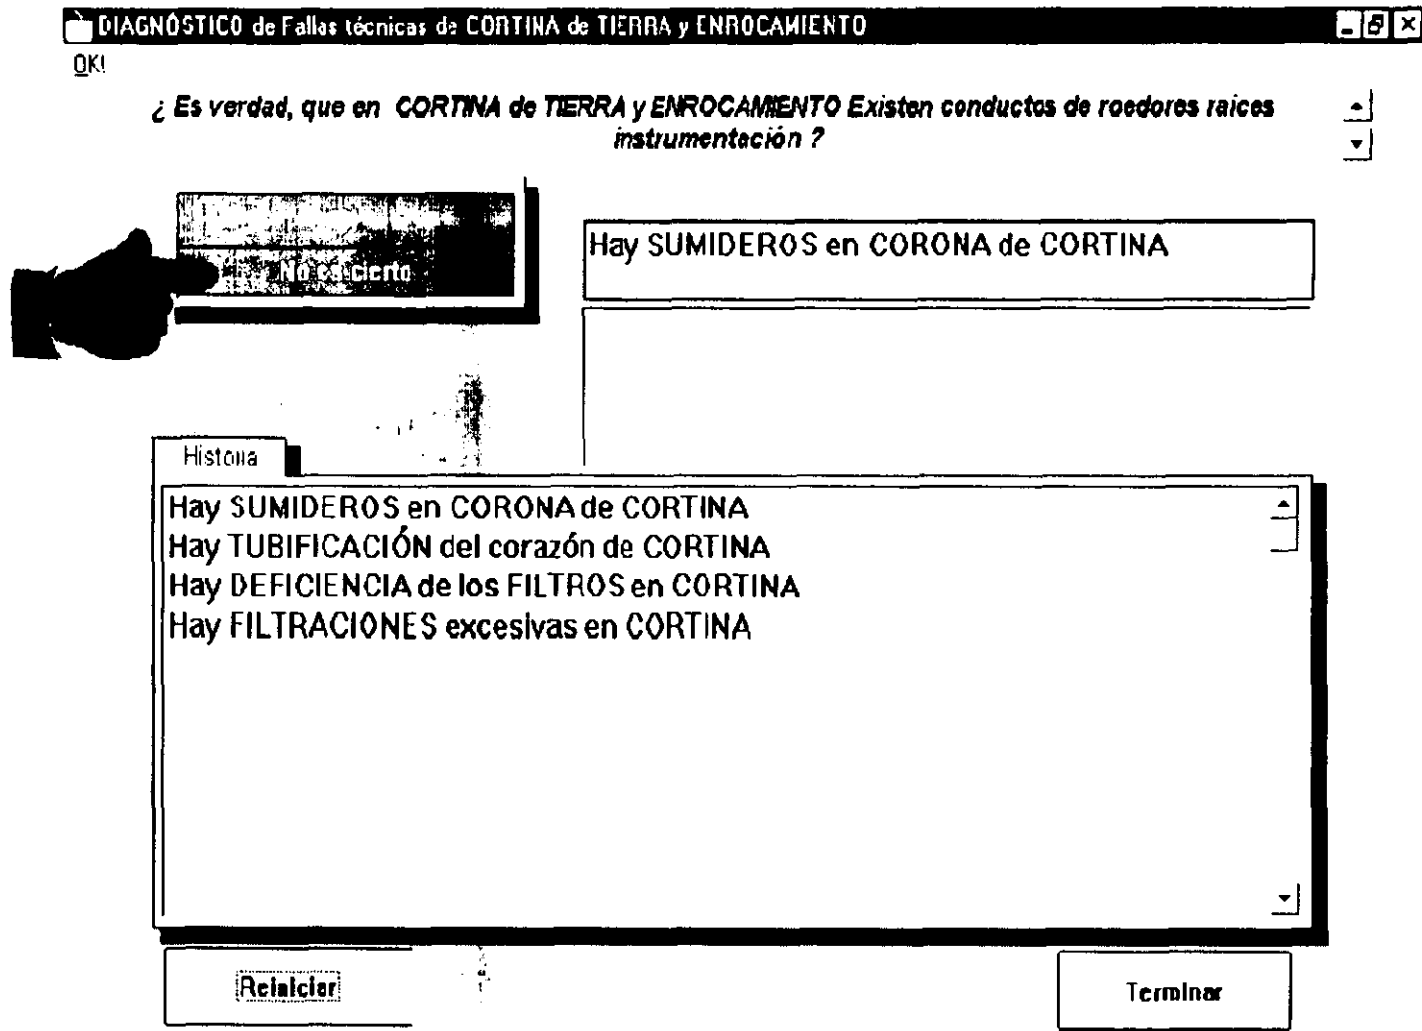 DIAGNÓSTICO de Fallas técnicas de CORTINA de TIERRA y ENROCAMIENTO
OK!
¿ Es verdad, que en CORTINA de TIERRA y ENROCAMIENTO Existen conductos de roedores raices
instrumentación ?
No es cierto
Hay SUMIDEROS en CORONA de CORTINA
Historia
Hay SUMIDEROS en CORONA de CORTINA
Hay TUBIFICACIÓN del corazón de CORTINA
Hay DEFICIENCIA de los FILTROS en CORTINA
Hay FILTRACIONES excesivas en CORTINA
Reiniciar
Terminar